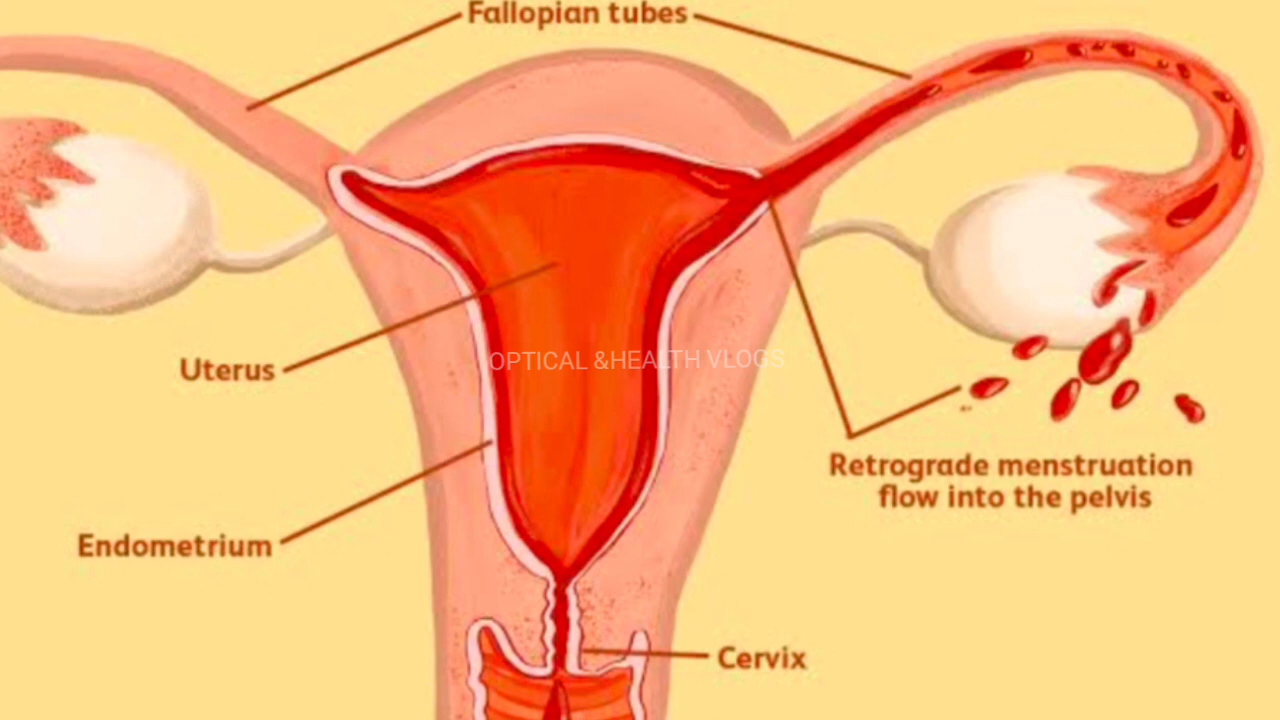 Fallopian tubes
Uterus
OPTICAL &HEALTH VLOGS
Retrograde menstruation
flow into the pelvis
Endometrium
Cervix